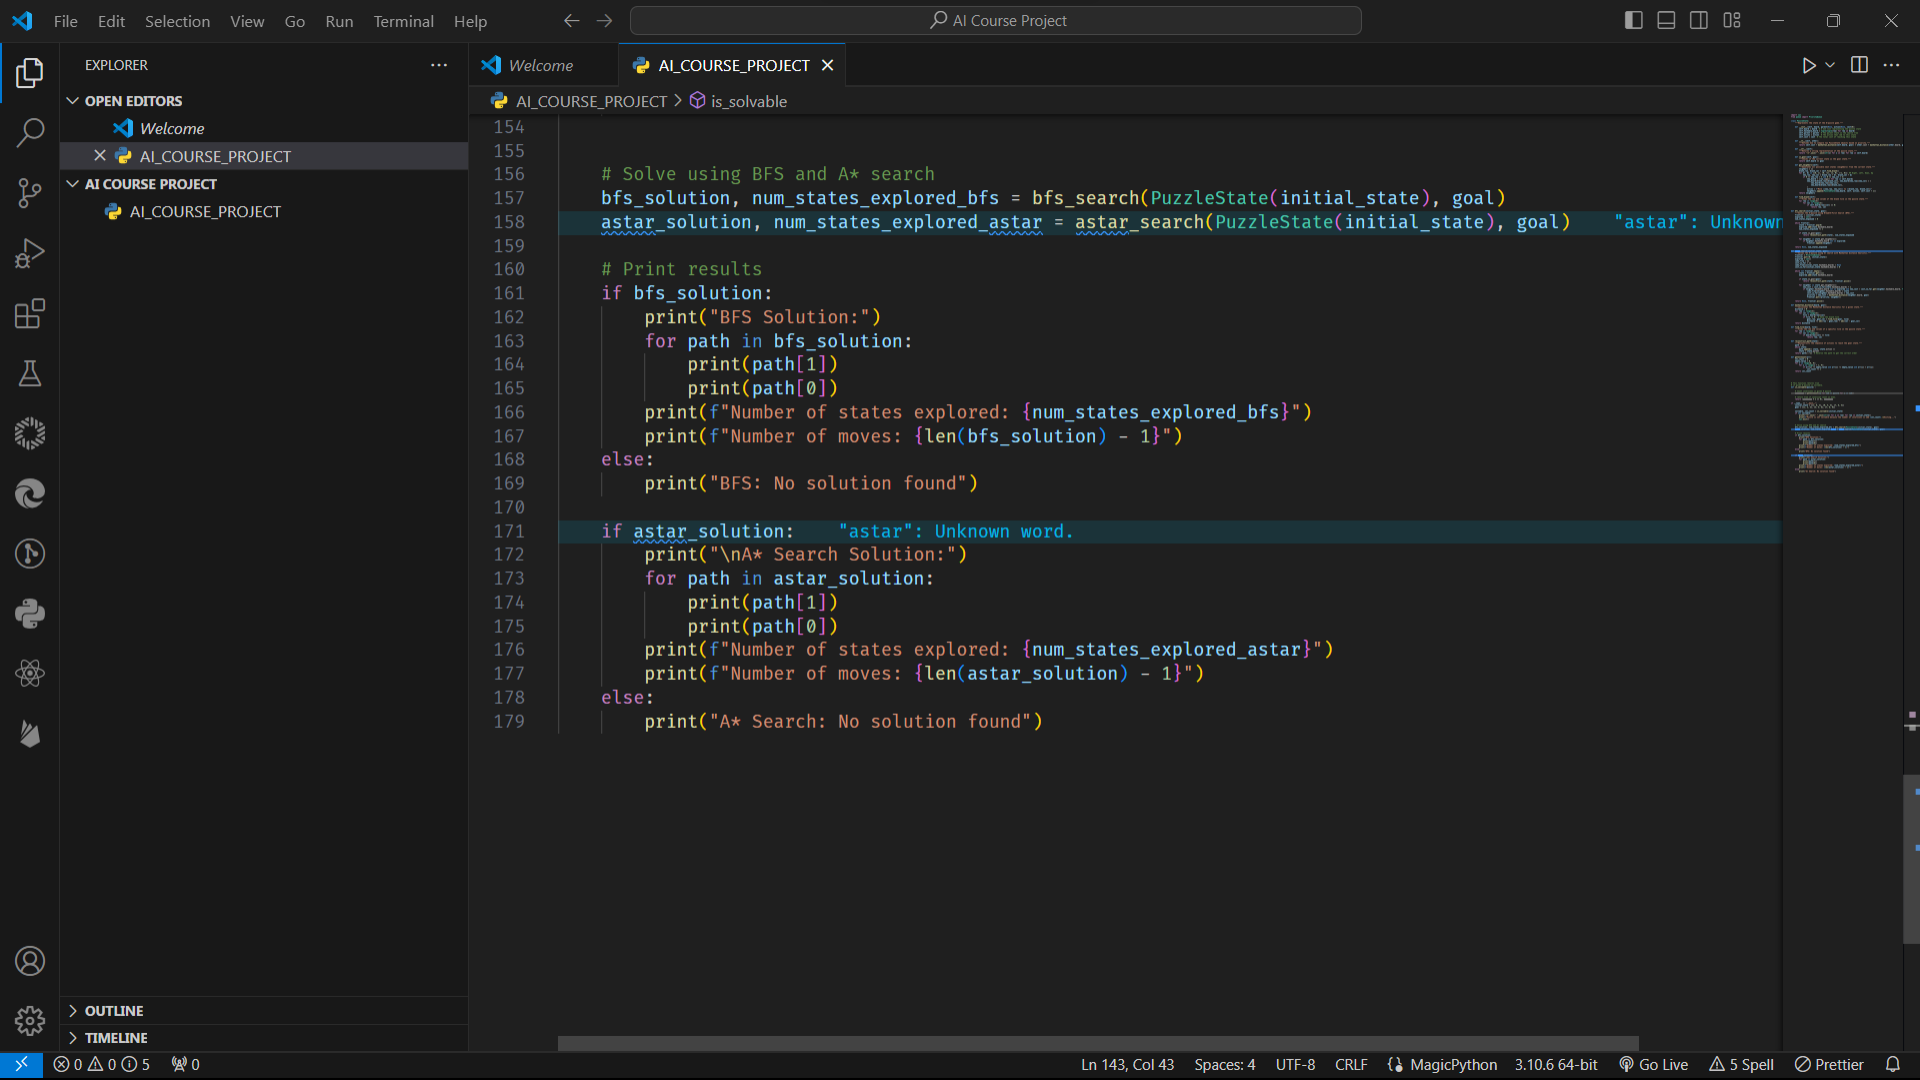 File Edit Selection View Go Run Terminal Help
AI Course Project
EXPLORER
OPEN EDITORS
Welcome
AI_COURSE_PROJECT
AI COURSE PROJECT
AI_COURSE_PROJECT
OUTLINE
TIMELINE
Welcome AI_COURSE_PROJECT
AI_COURSE_PROJECT > is_solvable
154
155
156 # Solve using BFS and A* search
157 bfs_solution, num_states_explored_bfs = bfs_search(PuzzleState(initial_state), goal)
158 astar_solution, num_states_explored_astar = astar_search(PuzzleState(initial_state), goal) "astar": Unknown
159
160 # Print results
161 if bfs_solution:
162 print("BFS Solution:")
163 for path in bfs_solution:
164 print(path[1])
165 print(path[0])
166 print(f"Number of states explored: {num_states_explored_bfs}")
167 print(f"Number of moves: {len(bfs_solution) - 1}")
168 else:
169 print("BFS: No solution found")
170
171 if astar_solution: "astar": Unknown word.
172 print("\nA* Search Solution:")
173 for path in astar_solution:
174 print(path[1])
175 print(path[0])
176 print(f"Number of states explored: {num_states_explored_astar}")
177 print(f"Number of moves: {len(astar_solution) - 1}")
178 else:
179 print("A* Search: No solution found")
0 0 5 0 Ln 143, Col 43 Spaces: 4 UTF-8 CRLF MagicPython 3.10.6 64-bit Go Live 5 Spell Prettier